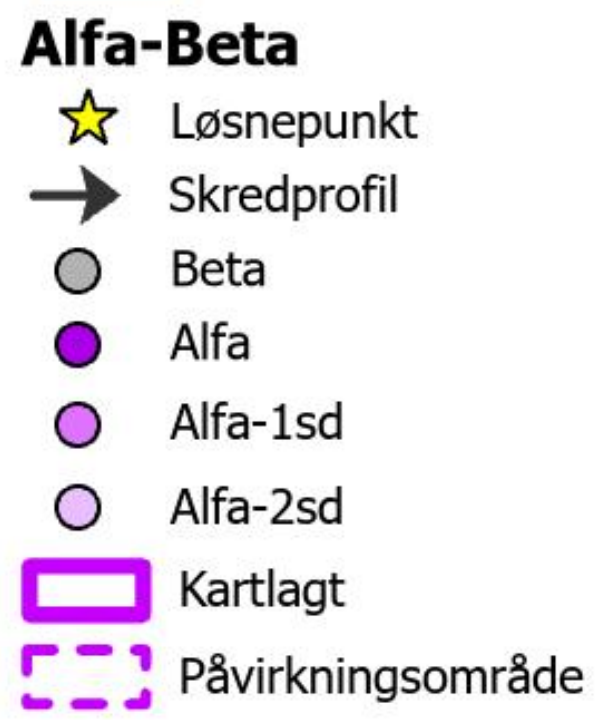 Alfa-Beta
Løsnepunkt
Skredprofil
Beta
Alfa
Alfa-1sd
Alfa-2sd
Kartlagt
Påvirkningsområde